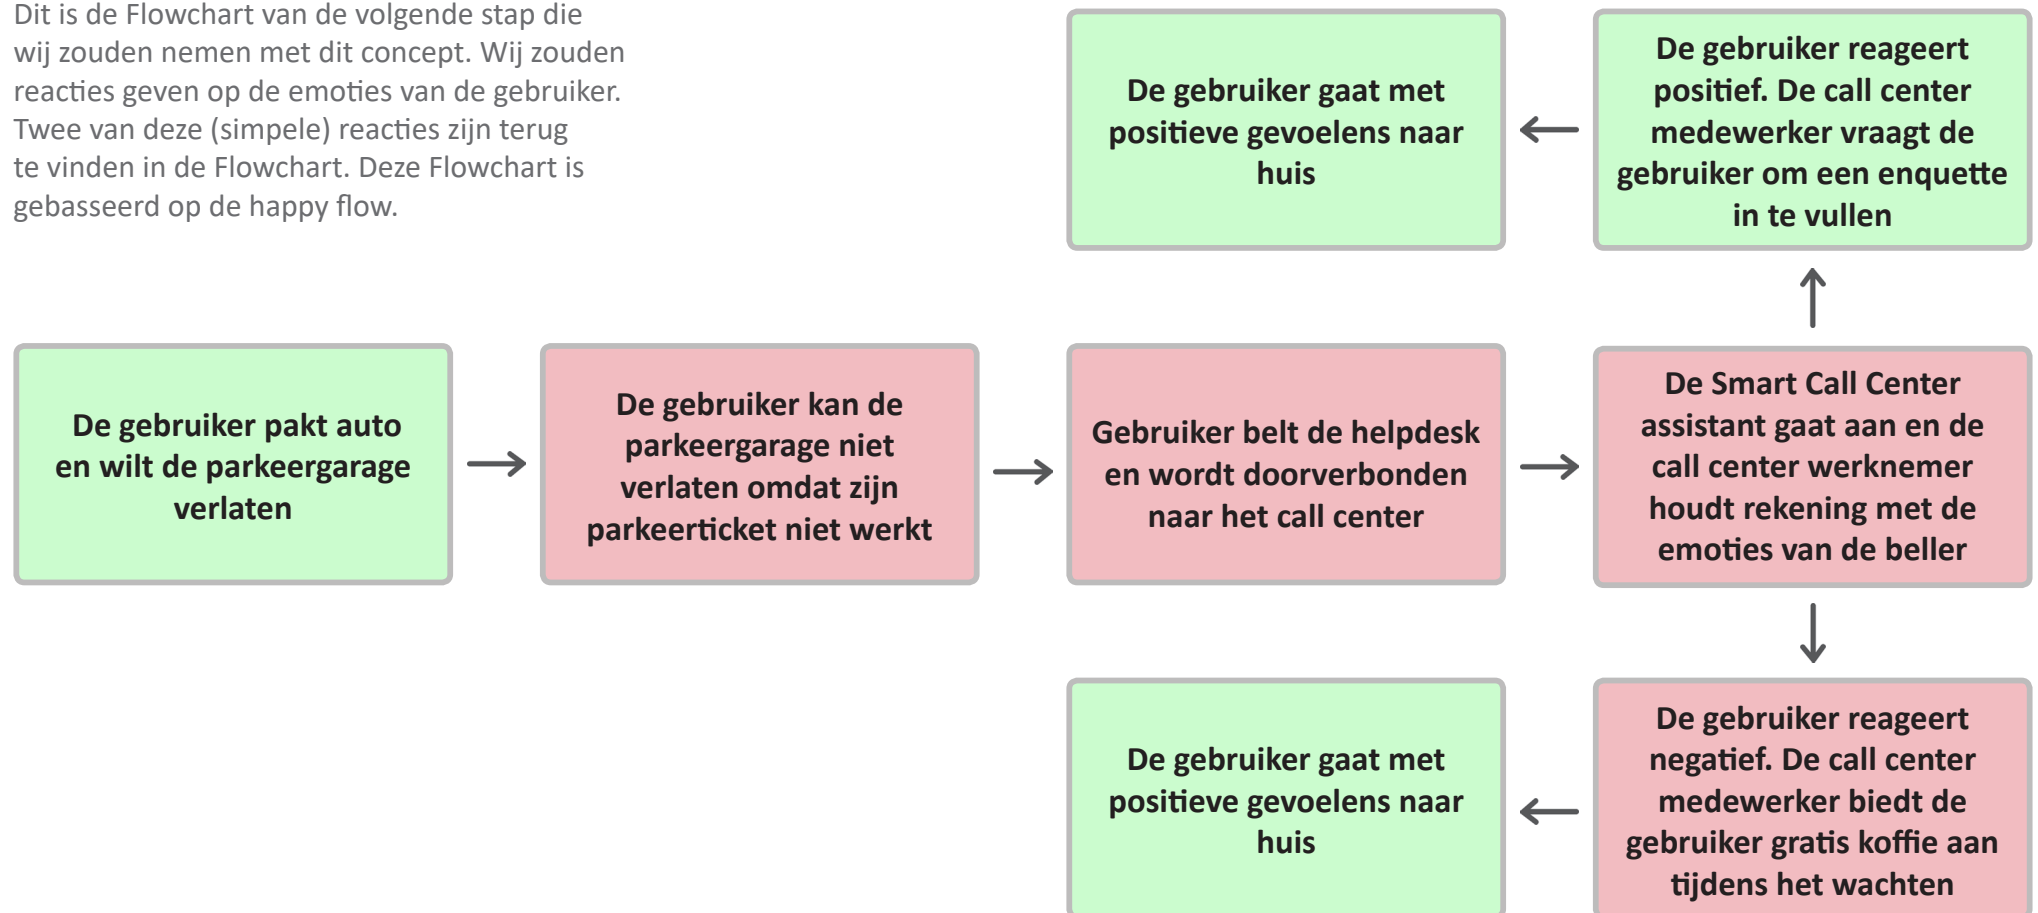 Dit is de Flowchart van de volgende stap die
wij zouden nemen met dit concept. Wij zouden
reacties geven op de emoties van de gebruiker.
Twee van deze (simpele) reacties zijn terug
te vinden in de Flowchart. Deze Flowchart is
gebasseerd op de happy flow.
De gebruiker gaat met
positieve gevoelens naar
huis
De gebruiker reageert
positief. De call center
medewerker vraagt de
gebruiker om een enquette
in te vullen
De gebruiker pakt auto
en wilt de parkeergarage
verlaten
De gebruiker kan de
parkeergarage niet
verlaten omdat zijn
parkeerticket niet werkt
Gebruiker belt de helpdesk
en wordt doorverbonden
naar het call center
De Smart Call Center
assistant gaat aan en de
call center werknemer
houdt rekening met de
emoties van de beller
De gebruiker gaat met
positieve gevoelens naar
huis
De gebruiker reageert
negatief. De call center
medewerker biedt de
gebruiker gratis koffie aan
tijdens het wachten